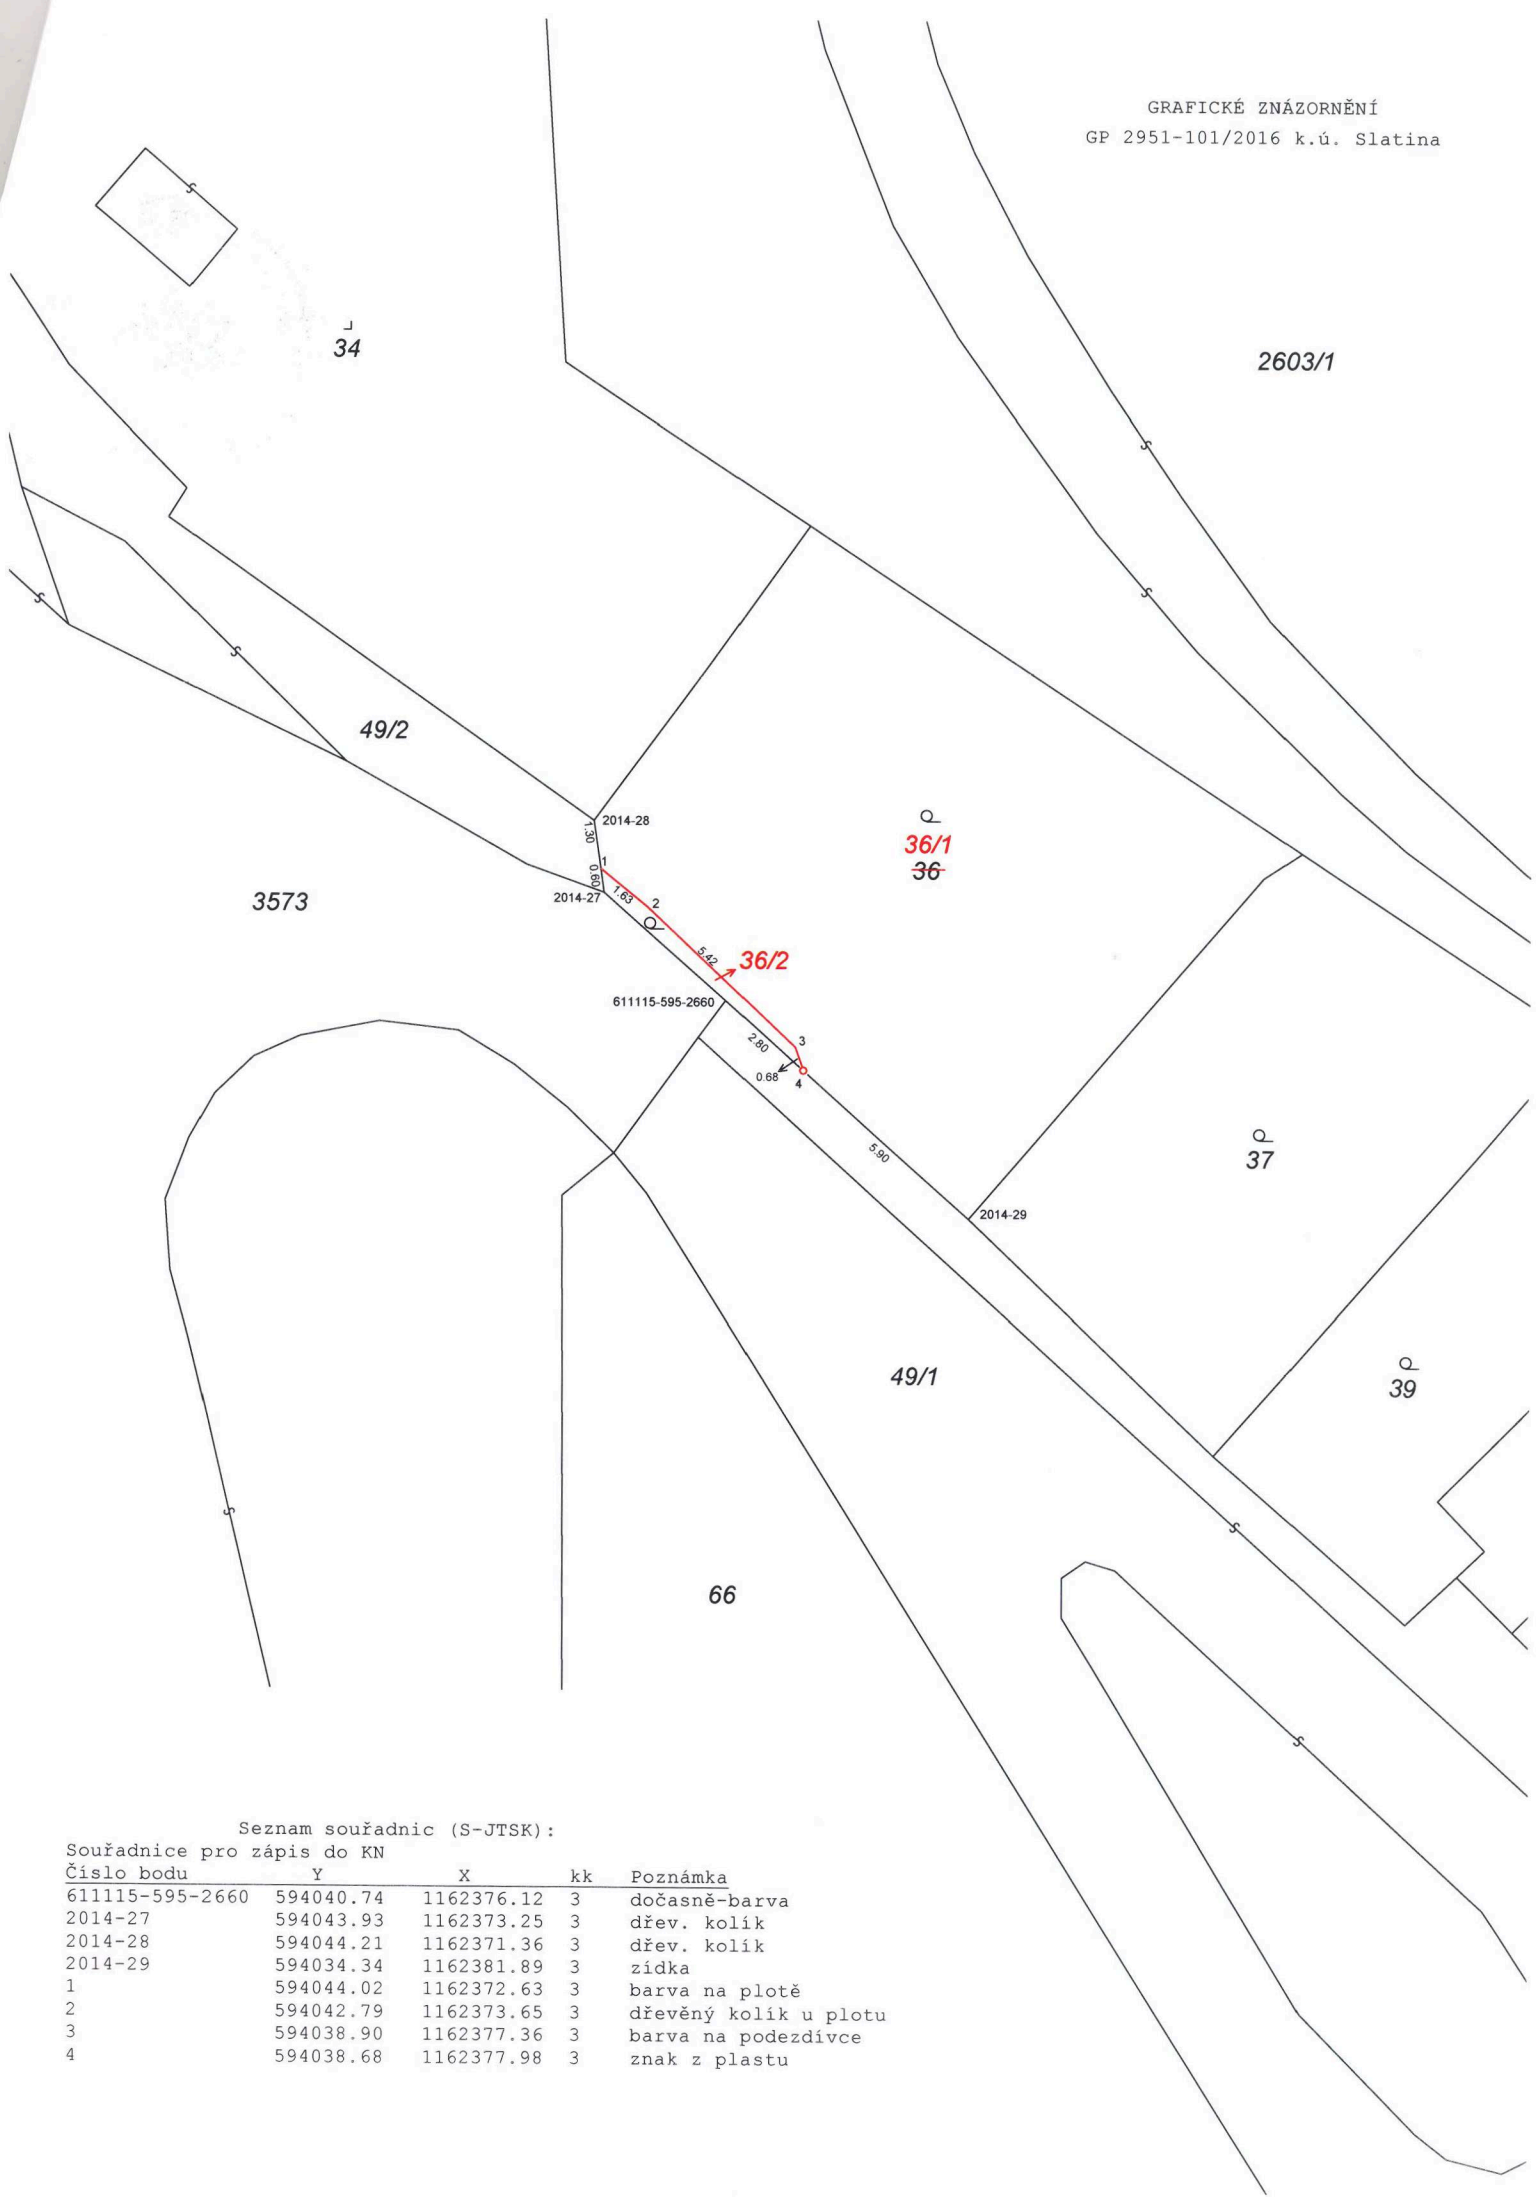 GRAFICKÉ ZNÁZORNĚNÍ
GP 2951-101/2016 k.ú. Slatina
34
2603/1
49/2
2014-28
1.30
36/1
36
1
0.60
2014-27
1.63
2
3573
5.42
36/2
611115-595-2660
2.80
3
0.68
4
5.90
37
2014-29
49/1
39
66
Seznam souřadnic (S-JTSK):
Souřadnice pro zápis do KN
Číslo bodu Y X kk Poznámka
611115-595-2660 594040.74 1162376.12 3 dočasně-barva
2014-27 594043.93 1162373.25 3 dřev. kolík
2014-28 594044.21 1162371.36 3 dřev. kolík
2014-29 594034.34 1162381.89 3 zídka
1 594044.02 1162372.63 3 barva na plotě
2 594042.79 1162373.65 3 dřevěný kolík u plotu
3 594038.90 1162377.36 3 barva na podezdívce
4 594038.68 1162377.98 3 znak z plastu